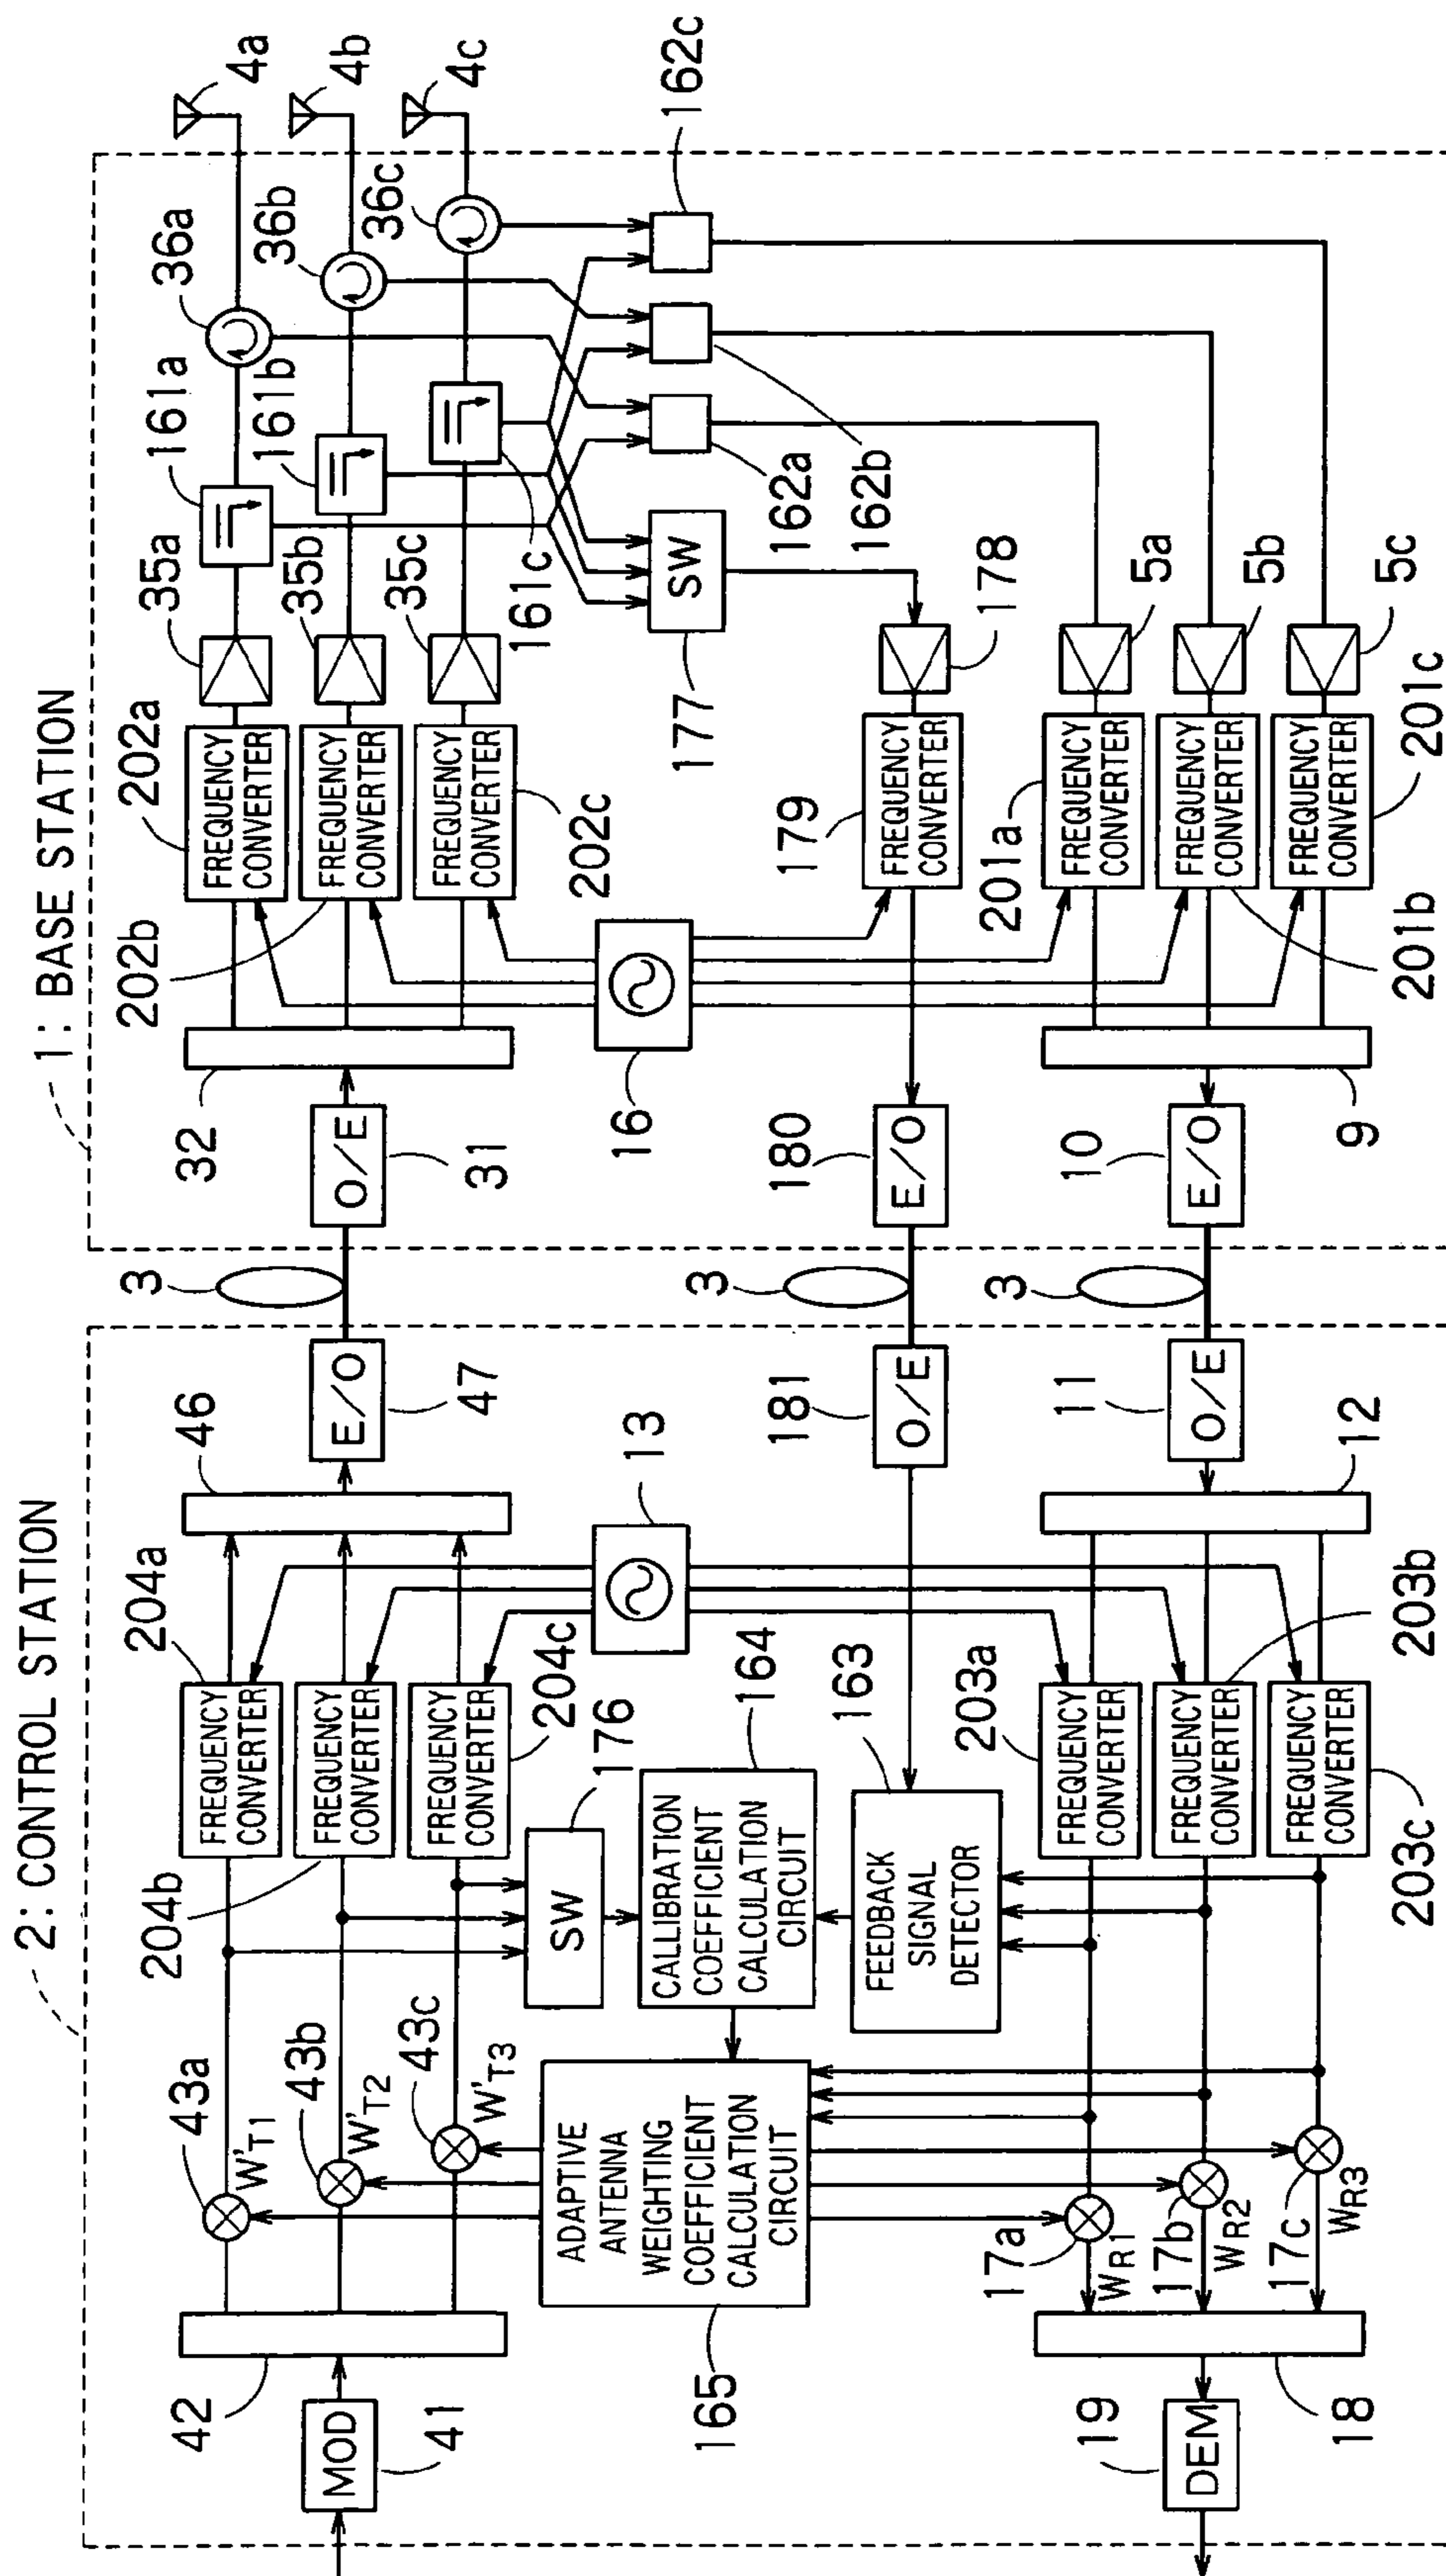 2: CONTROL STATION
1: BASE STATION
42
MOD
41
43a
W'T1
43b
W'T2
43c
W'T3
204a
FREQUENCY
CONVERTER
204b
FREQUENCY
CONVERTER
204c
FREQUENCY
CONVERTER
46
E/O
47
3
32
O/E
31
202a
FREQUENCY
CONVERTER
202b
FREQUENCY
CONVERTER
202c
FREQUENCY
CONVERTER
35a
35b
35c
161a
161b
161c
36a
36b
36c
4a
4b
4c
176
SW
13
164
CALLIBRATION
COEFFICIENT
CALCULATION
CIRCUIT
163
FEEDBACK
SIGNAL
DETECTOR
165
ADAPTIVE
ANTENNA
WEIGHTING
COEFFICIENT
CALCULATION
CIRCUIT
181
O/E
3
180
E/O
16
179
FREQUENCY
CONVERTER
178
177
SW
162a
162b
162c
19
DEM
18
17a
WR1
17b
WR2
17c
WR3
203a
FREQUENCY
CONVERTER
203b
FREQUENCY
CONVERTER
203c
FREQUENCY
CONVERTER
12
11
O/E
3
10
E/O
9
201a
FREQUENCY
CONVERTER
201b
FREQUENCY
CONVERTER
201c
FREQUENCY
CONVERTER
5a
5b
5c